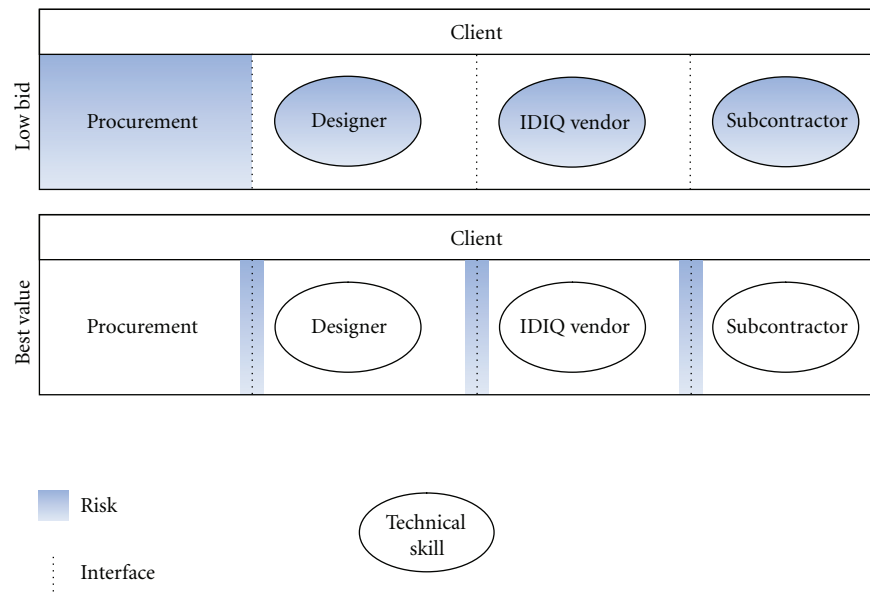 Client
Low bid
Procurement
Designer
IDIQ vendor
Subcontractor
Client
Best value
Procurement
Designer
IDIQ vendor
Subcontractor
Risk
Technical
skill
Interface